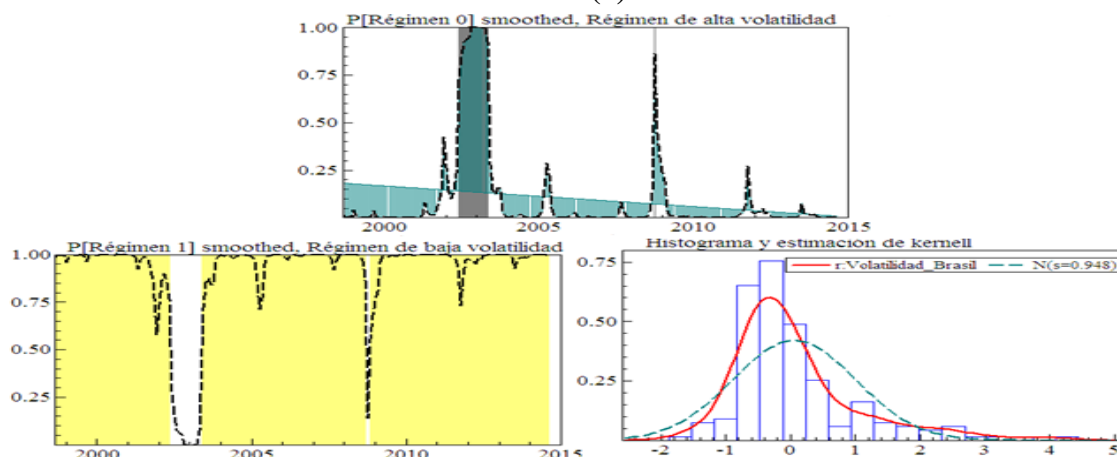 P[Régimen 0] smoothed, Régimen de alta volatilidad
1.00
0.75
0.50
0.25
2000 2005 2010 2015
P[Régimen 1] smoothed, Régimen de baja volatilidad
1.00
0.75
0.50
0.25
2000 2005 2010 2015
Histograma y estimación de kernell
r:Volatilidad_Brasil N(s=0.948)
0.75
0.50
0.25
-2 -1 0 1 2 3 4 5